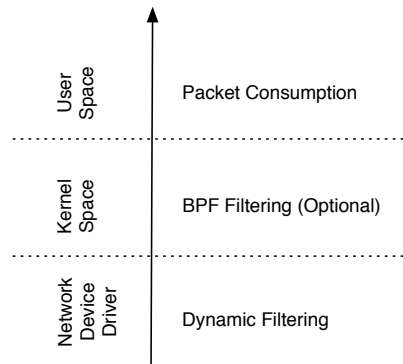 User
Space
Packet Consumption
Kernel
Space
BPF Filtering (Optional)
Network
Device
Driver
Dynamic Filtering